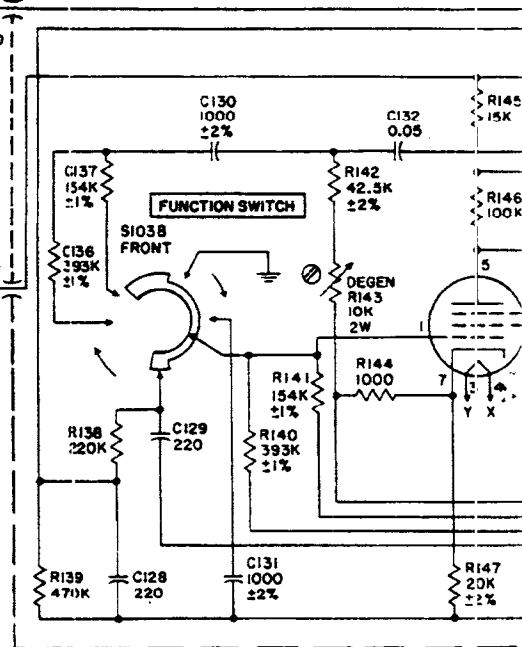 C130
1000
±2%
C132
0.05
R145
15K
C137
154K
±1%
R142
42.5K
±2%
FUNCTION SWITCH
R146
100K
S103B
FRONT
C136
393K
±1%
5
DEGEN
R143
10K
2W
1
R144
1000
7
3
Y
X
R141
154K
±1%
R138
220K
C129
220
R140
393K
±1%
R139
470K
C128
220
C131
1000
±2%
R147
20K
±2%